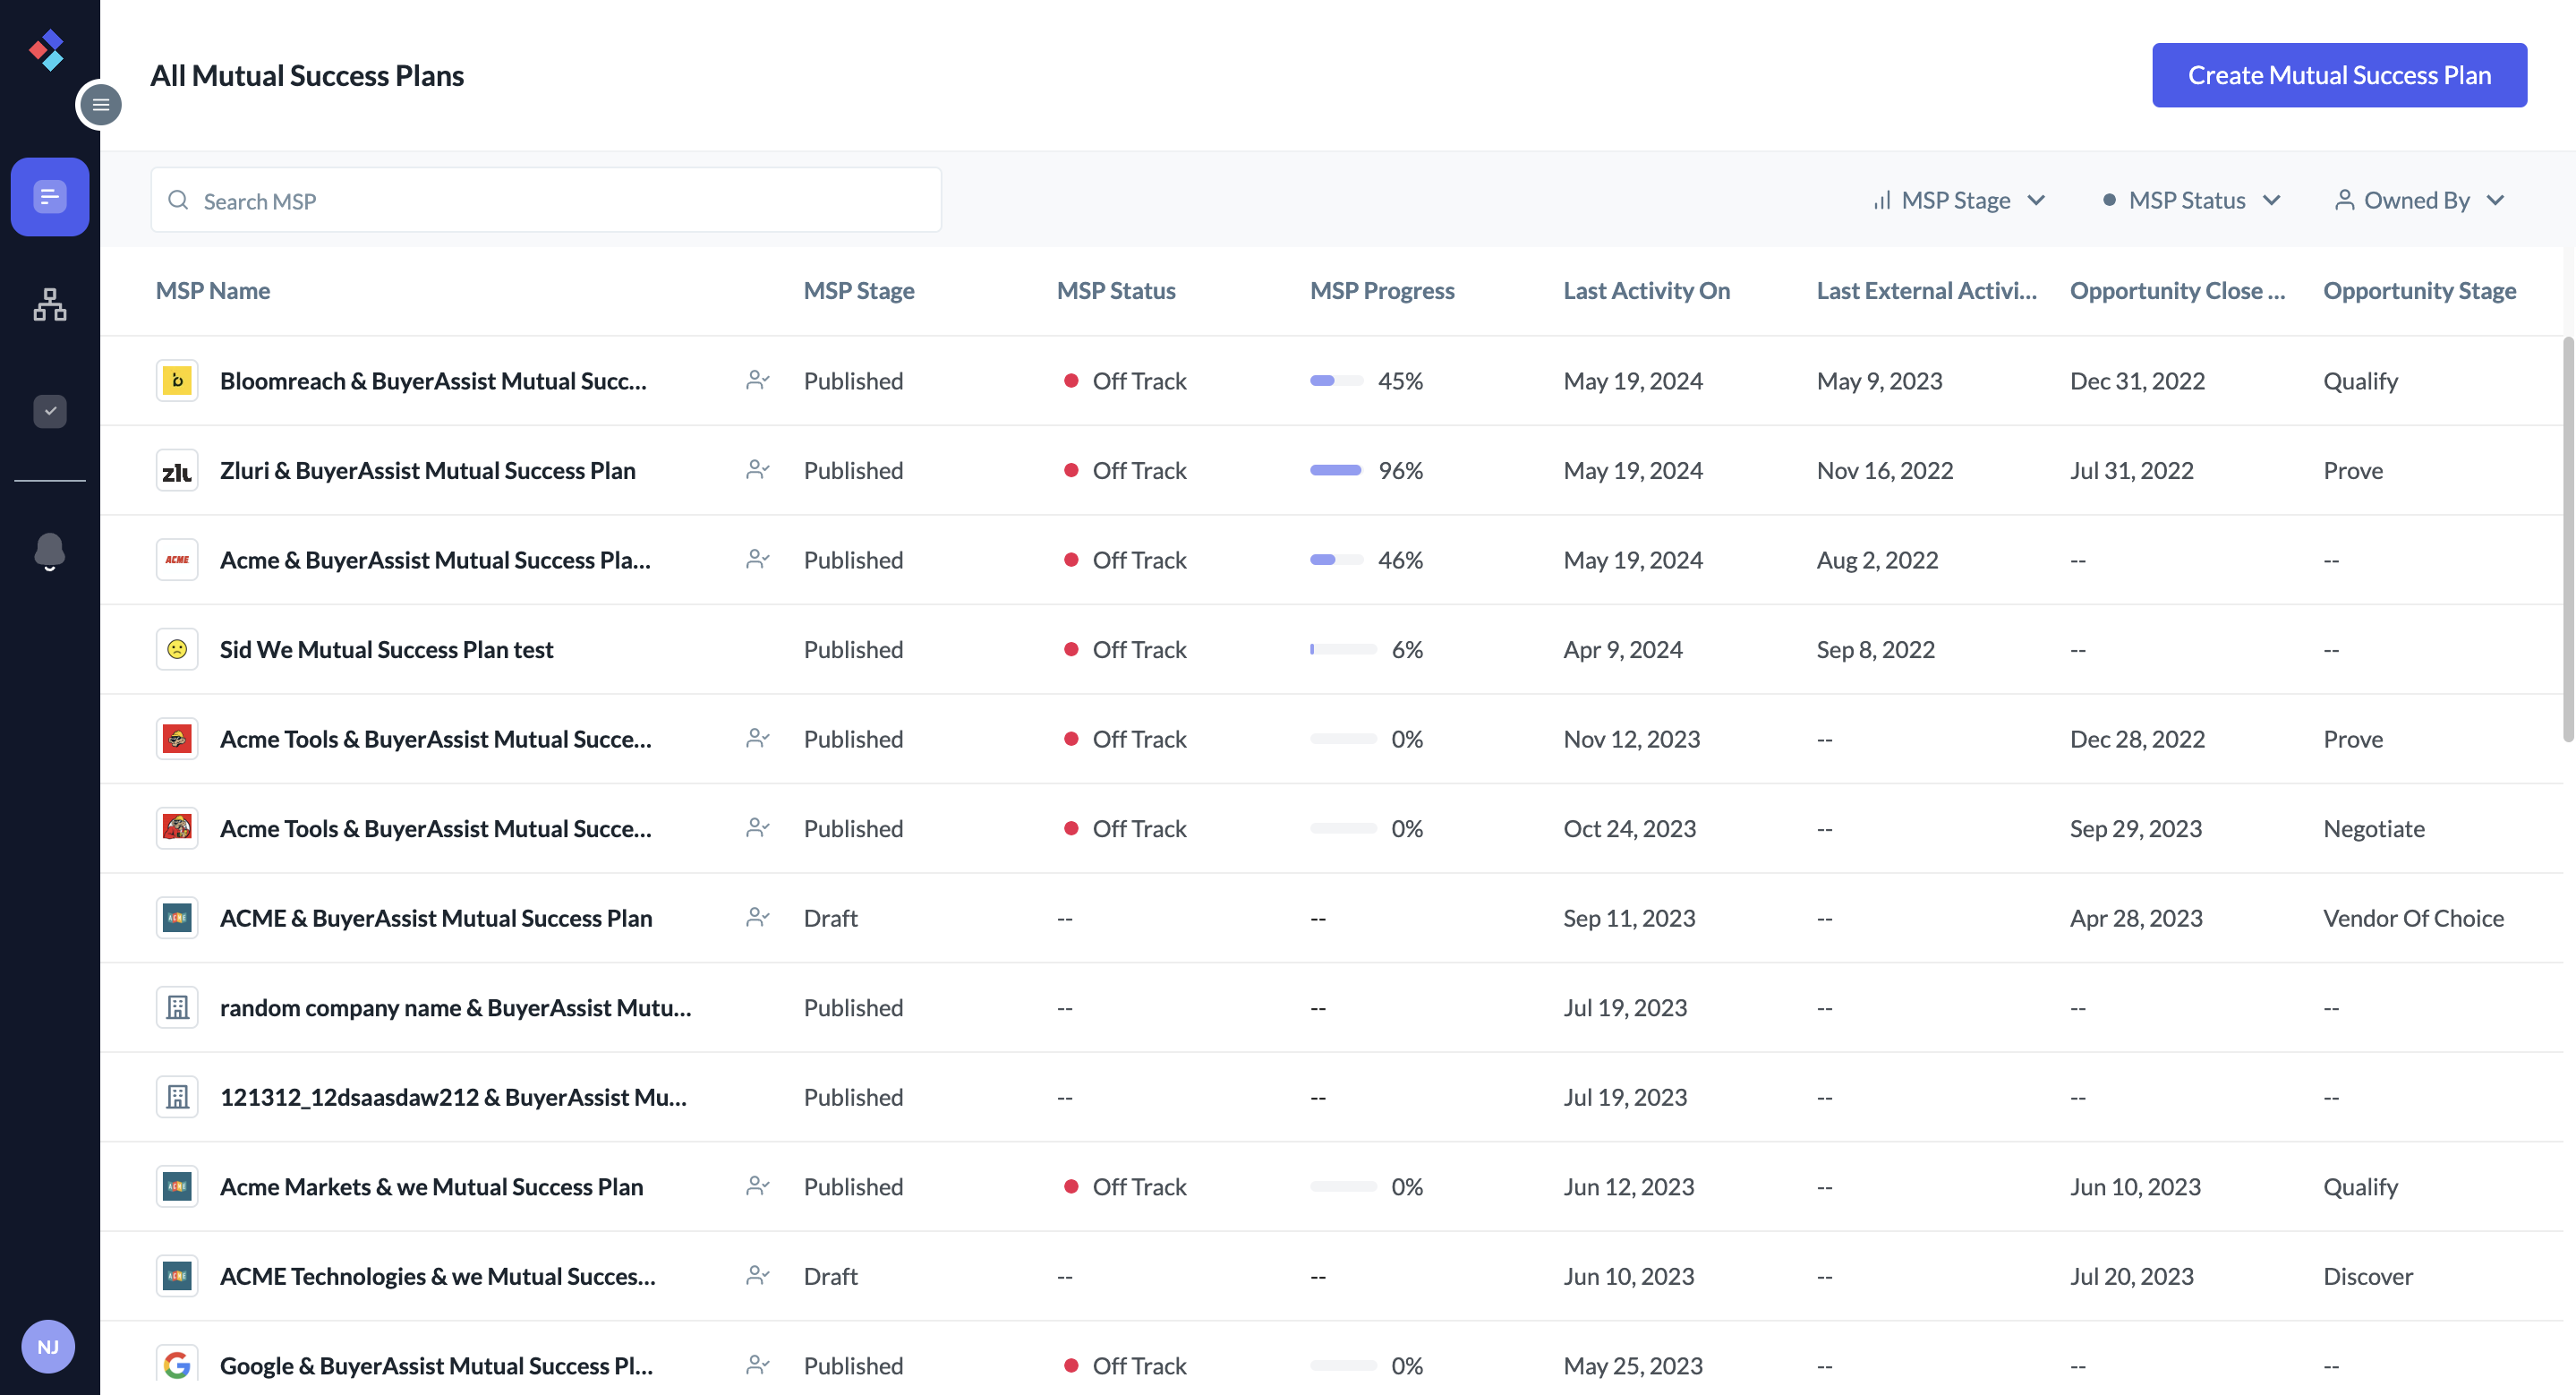 All Mutual Success Plans
Create Mutual Success Plan
Search MSP
MSP Stage MSP Status Owned By
MSP Name MSP Stage MSP Status MSP Progress Last Activity On Last External Activi... Opportunity Close ... Opportunity Stage
b Bloomreach & BuyerAssist Mutual Succ... Published Off Track 45% May 19, 2024 May 9, 2023 Dec 31, 2022 Qualify
zlu Zluri & BuyerAssist Mutual Success Plan Published Off Track 96% May 19, 2024 Nov 16, 2022 Jul 31, 2022 Prove
ACME Acme & BuyerAssist Mutual Success Pla... Published Off Track 46% May 19, 2024 Aug 2, 2022 -- --
Sid We Mutual Success Plan test Published Off Track 6% Apr 9, 2024 Sep 8, 2022 -- --
Acme Tools & BuyerAssist Mutual Succe... Published Off Track 0% Nov 12, 2023 -- Dec 28, 2022 Prove
Acme Tools & BuyerAssist Mutual Succe... Published Off Track 0% Oct 24, 2023 -- Sep 29, 2023 Negotiate
ACME ACME & BuyerAssist Mutual Success Plan Draft -- -- Sep 11, 2023 -- Apr 28, 2023 Vendor Of Choice
random company name & BuyerAssist Mutu... Published -- -- Jul 19, 2023 -- -- --
121312_12dsaasdaw212 & BuyerAssist Mu... Published -- -- Jul 19, 2023 -- -- --
ACME Acme Markets & we Mutual Success Plan Published Off Track 0% Jun 12, 2023 -- Jun 10, 2023 Qualify
ACME ACME Technologies & we Mutual Succes... Draft -- -- Jun 10, 2023 -- Jul 20, 2023 Discover
G Google & BuyerAssist Mutual Success Pl... Published Off Track 0% May 25, 2023 -- -- --
NJ